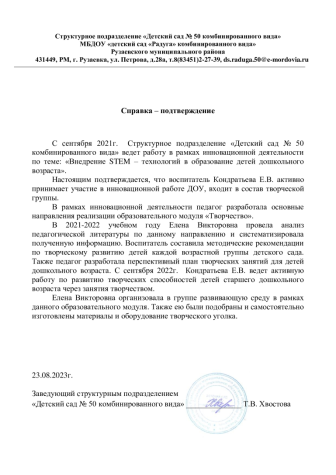 Структурное подразделение «Детский сад № 50 комбинированного вида»
МБДОУ «детский сад «Радуга» комбинированного вида»
Рузаевского муниципального района
431449, РМ, г. Рузаевка, ул. Петрова, д.28а, т.8(83451)2-27-39, ds.raduga.50@e-mordovia.ru
Справка – подтверждение
С сентября 2021г. Структурное подразделение «Детский сад № 50
комбинированного вида» ведет работу в рамках инновационной деятельности
по теме: «Внедрение STEM – технологий в образование детей дошкольного
возраста».
Настоящим подтверждается, что воспитатель Кондратьева Е.В. активно
принимает участие в инновационной работе ДОУ, входит в состав творческой
группы.
В рамках инновационной деятельности педагог разработала основные
направления реализации образовательного модуля «Творчество».
В 2021-2022 учебном году Елена Викторовна провела анализ
педагогической литературы по данному направлению и систематизировала
полученную информацию. Воспитатель составила методические рекомендации
по творческому развитию детей каждой возрастной группы детского сада.
Также педагог разработала перспективный план творческих занятий для детей
дошкольного возраста. С сентября 2022г. Кондратьева Е.В. ведет активную
работу по развитию творческих способностей детей старшего дошкольного
возраста через занятия творчеством.
Елена Викторовна организовала в группе развивающую среду в рамках
данного образовательного модуля. Также ею были подобраны и самостоятельно
изготовлены материалы и оборудование творческого уголка.
23.08.2023г.
Заведующий структурным подразделением
«Детский сад № 50 комбинированного вида» Т.В. Хвостова